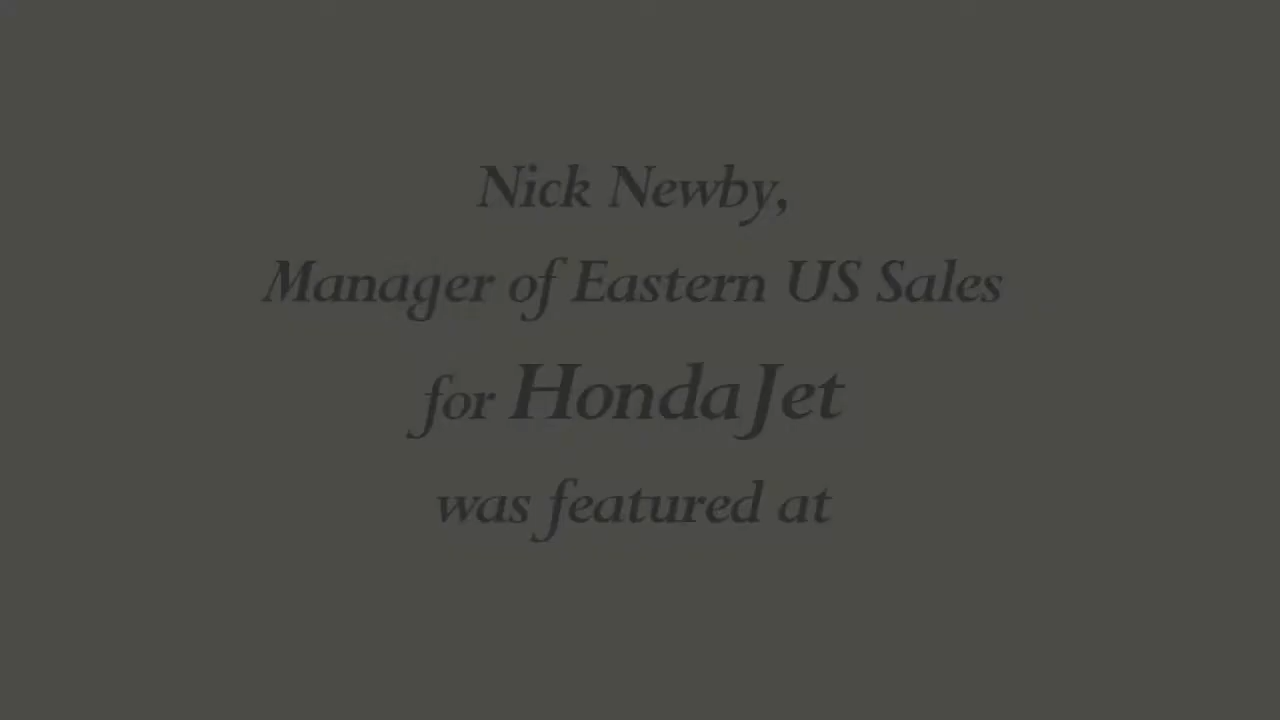 Nick Newby,
Manager of Eastern US Sales
for HondaJet
was featured at